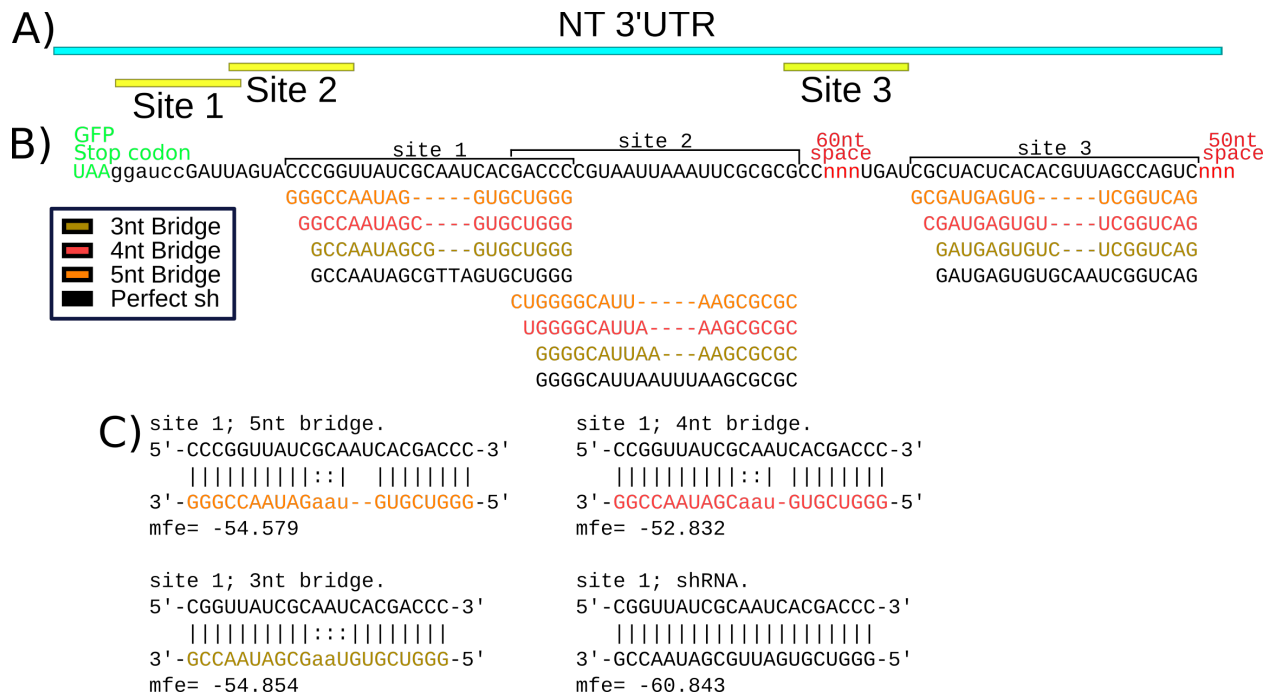 A)
NT 3'UTR
Site 1
Site 2
Site 3
B)
GFP
Stop codon
site 1
site 2
60nt
space
site 3
50nt
space
UAAggauccGAUUAGUACCCGGUUAUCGCAAUCACGACCCCGUAAUUAAAUUCGCGCGCCnnnUGAUCGCUACUCACACGUUAGCCAGUCnnn
GGGCCAAUAG-----GUGCUGGG
GCGAUGAGUG-----UCGGUCAG
GGCCAAUAGC----GUGCUGGG
CGAUGAGUGU----UCGGUCAG
GCCAAUAGCG---GUGCUGGG
GAUGAGUGUC---UCGGUCAG
GCCAAUAGCGTTAGUGCUGGG
GAUGAGUGUGCAAUCGGUCAG
CUGGGGCAUU-----AAGCGCGC
UGGGGCAUUA----AAGCGCGC
GGGGCAUUAA---AAGCGCGC
GGGGCAUUAAUUUAAGCGCGC
3nt Bridge
4nt Bridge
5nt Bridge
Perfect sh
C)
site 1; 5nt bridge.
5'-CCCGGUUAUCGCAAUCACGACCC-3'
||||||||||::| ||||||||
3'-GGGCCAAUAGaau--GUGCUGGG-5'
mfe= -54.579
site 1; 4nt bridge.
5'-CCGGUUAUCGCAAUCACGACCC-3'
||||||||||::| ||||||||
3'-GGCCAAUAGCaau-GUGCUGGG-5'
mfe= -52.832
site 1; 3nt bridge.
5'-CGGUUAUCGCAAUCACGACCC-3'
||||||||||:::||||||||
3'-GCCAAUAGCGaaUGUGCUGGG-5'
mfe= -54.854
site 1; shRNA.
5'-CGGUUAUCGCAAUCACGACCC-3'
|||||||||||||||||||||
3'-GCCAAUAGCGUUAGUGCUGGG-5'
mfe= -60.843